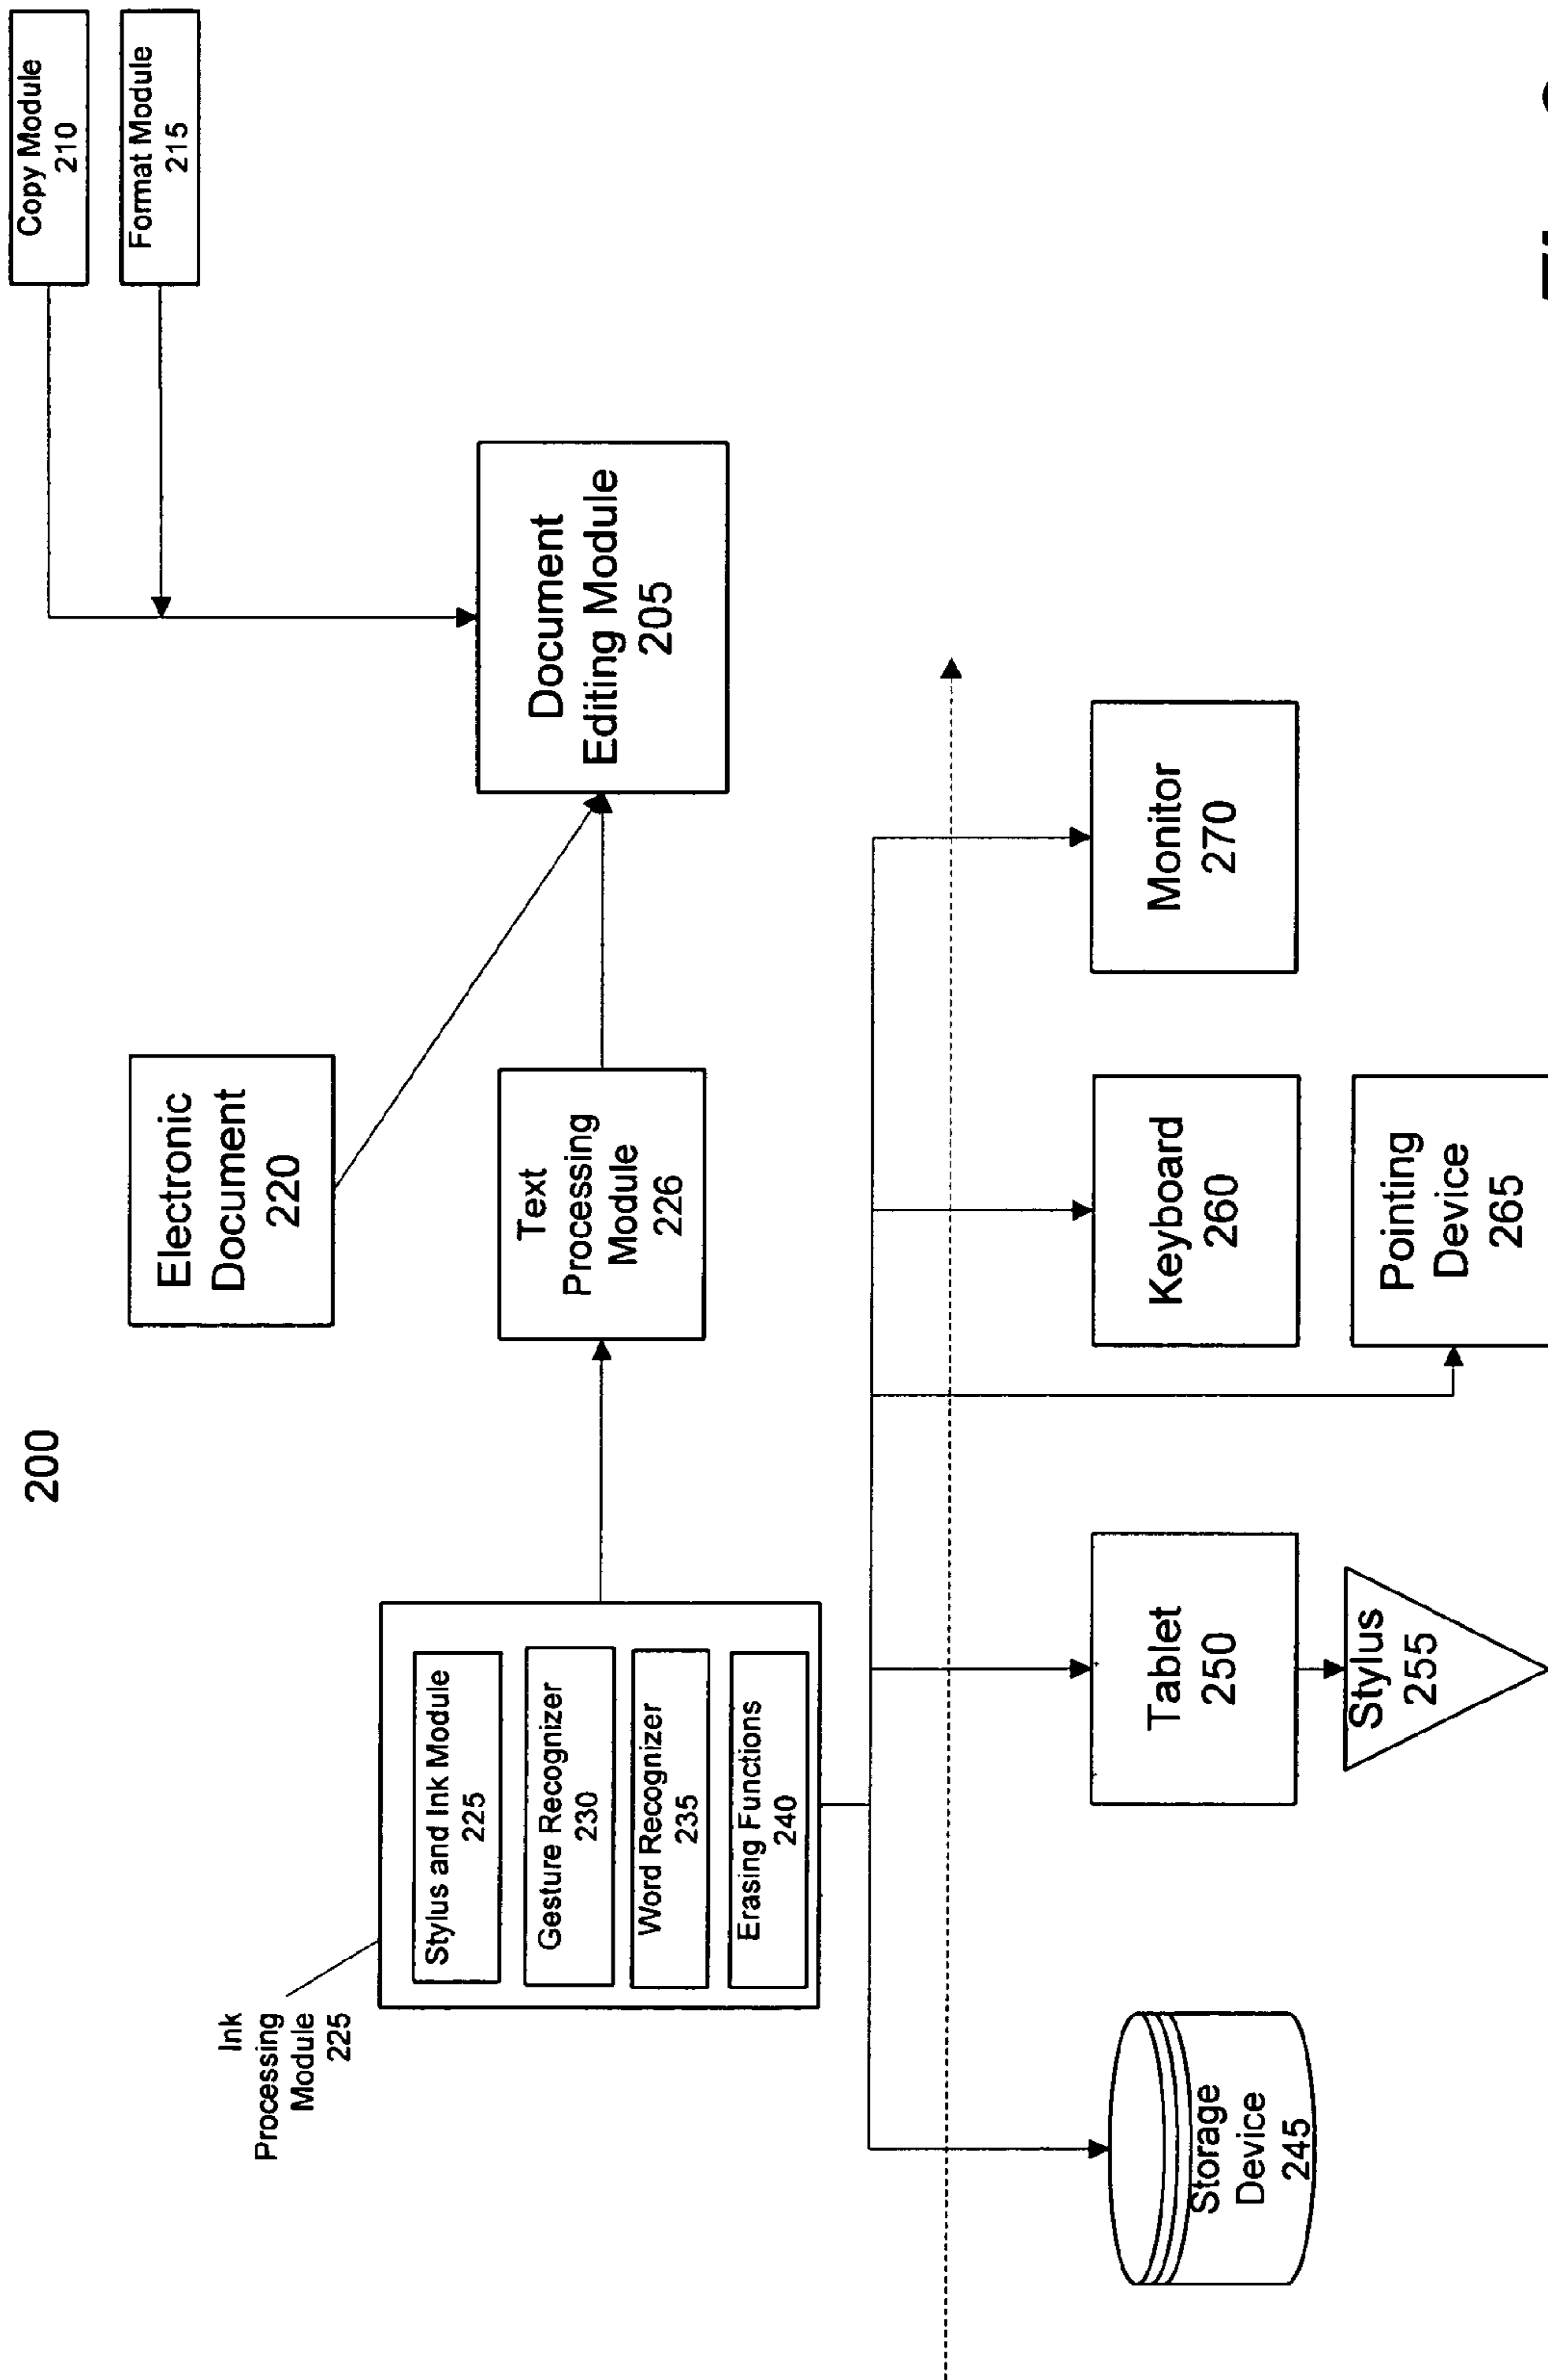 200
Copy Module
210
Format Module
215
Electronic
Document
220
Document
Editing Module
205
Text
Processing
Module
226
Ink
Processing
Module
225
Stylus and Ink Module
225
Gesture Recognizer
230
Word Recognizer
235
Erasing Functions
240
Storage
Device
245
Tablet
250
Stylus
255
Keyboard
260
Pointing
Device
265
Monitor
270